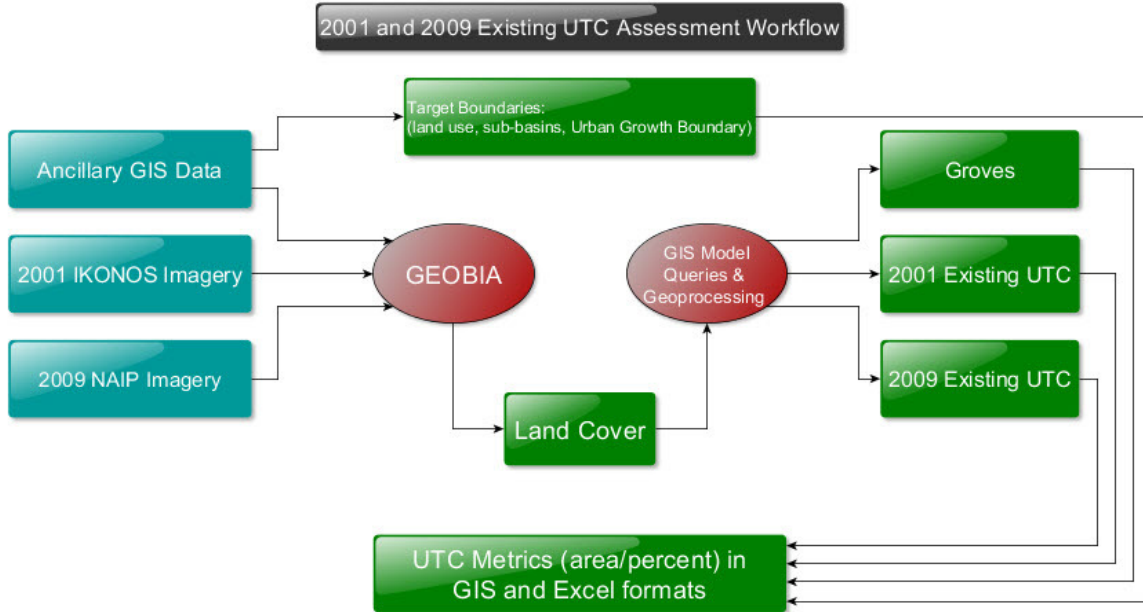 2001 and 2009 Existing UTC Assessment Workflow
Target Boundaries:
(land use, sub-basins, Urban Growth Boundary)
Ancillary GIS Data
Groves
2001 IKONOS Imagery
GEOBIA
GIS Model
Queries &
Geoprocessing
2001 Existing UTC
2009 NAIP Imagery
2009 Existing UTC
Land Cover
UTC Metrics (area/percent) in
GIS and Excel formats